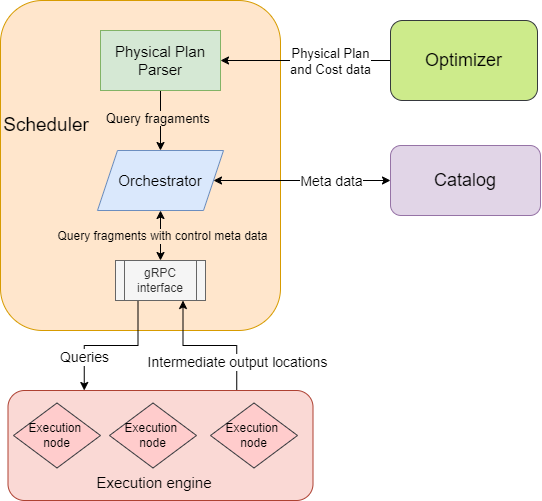 Physical Plan
Parser
Physical Plan
and Cost data
Optimizer
Scheduler
Query fragaments
Orchestrator
Meta data
Catalog
Query fragments with control meta data
gRPC
interface
Queries
Intermediate output locations
Execution
node
Execution
node
Execution
node
Execution engine